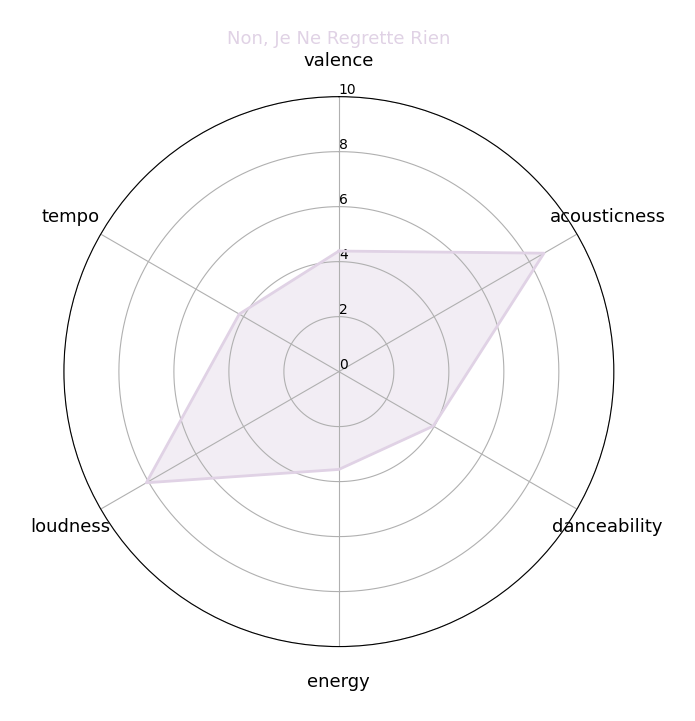 Non, Je Ne Regrette Rien
valence
10
8
tempo
6
acousticness
4
2
0
loudness
danceability
energy